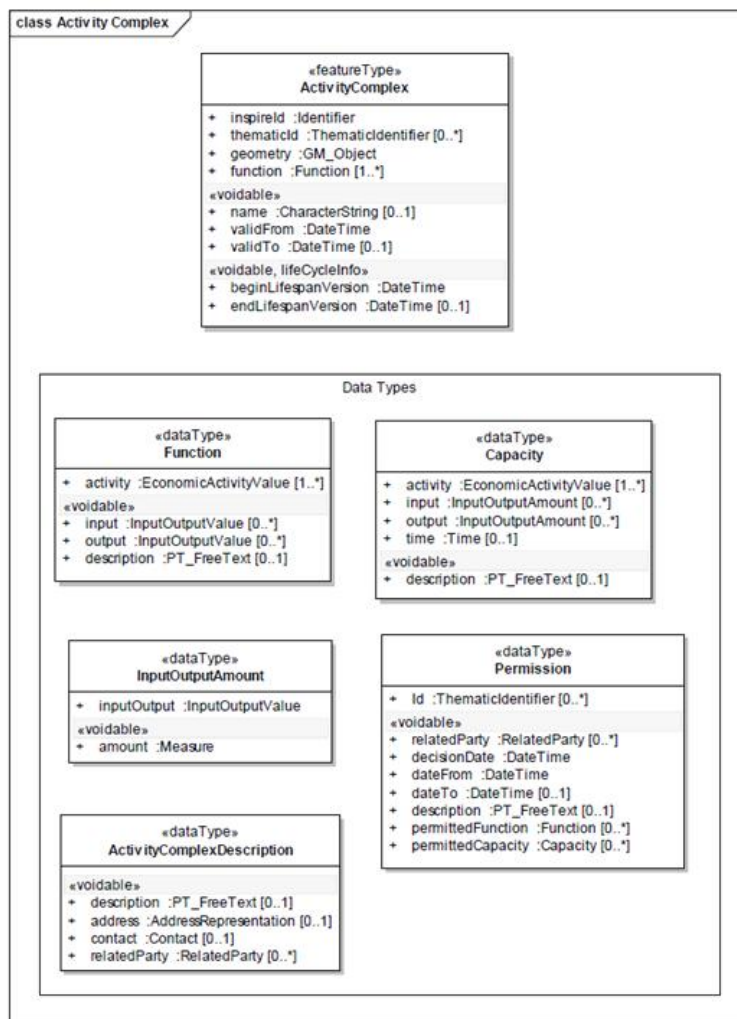 class Activity Complex
«featureType»
ActivityComplex
+ inspireId :Identifier
+ thematicId :ThematicIdentifier [0..*]
+ geometry :GM_Object
+ function :Function [1..*]
«voidable»
+ name :CharacterString [0..1]
+ validFrom :DateTime
+ validTo :DateTime [0..1]
«voidable, lifeCycleInfo»
+ beginLifespanVersion :DateTime
+ endLifespanVersion :DateTime [0..1]
Data Types
«dataType»
Function
+ activity :EconomicActivityValue [1..*]
«voidable»
+ input :InputOutputValue [0..*]
+ output :InputOutputValue [0..*]
+ description :PT_FreeText [0..1]
«dataType»
Capacity
+ activity :EconomicActivityValue [1..*]
+ input :InputOutputAmount [0..*]
+ output :InputOutputAmount [0..*]
+ time :Time [0..1]
«voidable»
+ description :PT_FreeText [0..1]
«dataType»
InputOutputAmount
+ inputOutput :InputOutputValue
«voidable»
+ amount :Measure
«dataType»
Permission
+ Id :ThematicIdentifier [0..*]
«voidable»
+ relatedParty :RelatedParty [0..*]
+ decisionDate :DateTime
+ dateFrom :DateTime
+ dateTo :DateTime [0..1]
+ description :PT_FreeText [0..1]
+ permittedFunction :Function [0..*]
+ permittedCapacity :Capacity [0..*]
«dataType»
ActivityComplexDescription
«voidable»
+ description :PT_FreeText [0..1]
+ address :AddressRepresentation [0..1]
+ contact :Contact [0..1]
+ relatedParty :RelatedParty [0..*]